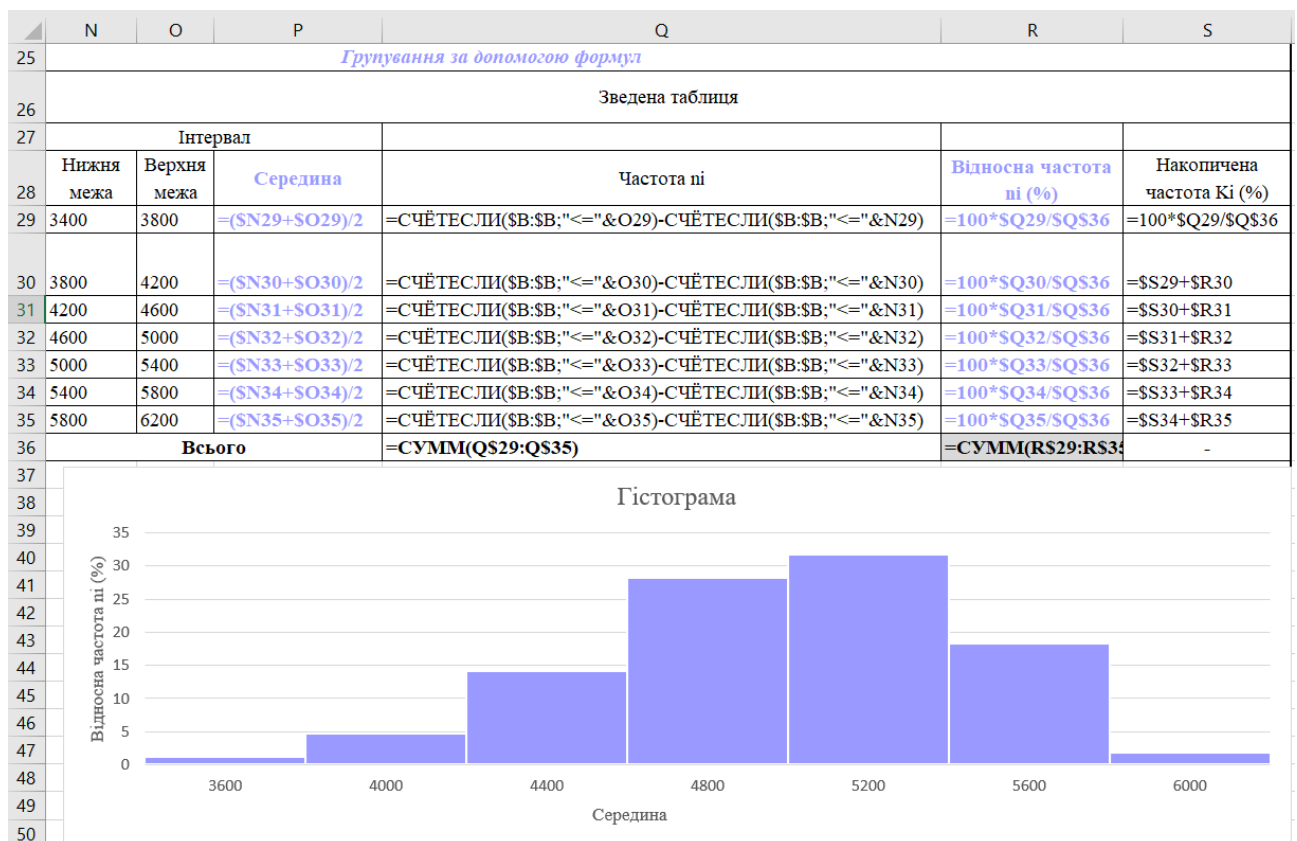 N O P Q R S
25 Групування за допомогою формул
26 Зведена таблиця
27 Інтервал
28 Нижня межа Верхня межа Середина Частота ni Відносна частота ni (%) Накопичена частота Ki (%)
29 3400 3800 =($N29+$O29)/2 =СЧЁТЕСЛИ($B:$B;"<="&O29)-СЧЁТЕСЛИ($B:$B;"<="&N29) =100*$Q29/$Q$36 =100*$Q29/$Q$36
30 3800 4200 =($N30+$O30)/2 =СЧЁТЕСЛИ($B:$B;"<="&O30)-СЧЁТЕСЛИ($B:$B;"<="&N30) =100*$Q30/$Q$36 =$S29+$R30
31 4200 4600 =($N31+$O31)/2 =СЧЁТЕСЛИ($B:$B;"<="&O31)-СЧЁТЕСЛИ($B:$B;"<="&N31) =100*$Q31/$Q$36 =$S30+$R31
32 4600 5000 =($N32+$O32)/2 =СЧЁТЕСЛИ($B:$B;"<="&O32)-СЧЁТЕСЛИ($B:$B;"<="&N32) =100*$Q32/$Q$36 =$S31+$R32
33 5000 5400 =($N33+$O33)/2 =СЧЁТЕСЛИ($B:$B;"<="&O33)-СЧЁТЕСЛИ($B:$B;"<="&N33) =100*$Q33/$Q$36 =$S32+$R33
34 5400 5800 =($N34+$O34)/2 =СЧЁТЕСЛИ($B:$B;"<="&O34)-СЧЁТЕСЛИ($B:$B;"<="&N34) =100*$Q34/$Q$36 =$S33+$R34
35 5800 6200 =($N35+$O35)/2 =СЧЁТЕСЛИ($B:$B;"<="&O35)-СЧЁТЕСЛИ($B:$B;"<="&N35) =100*$Q35/$Q$36 =$S34+$R35
36 Всього =СУММ(Q$29:Q$35) =СУММ(R$29:R$35 -
37
38 Гістограма
39 35
40 30
41 25
42 20
43 15
44 10
45 5
46 0
47
48 3600 4000 4400 4800 5200 5600 6000
49 Середина
50
Відносна частота ni (%)